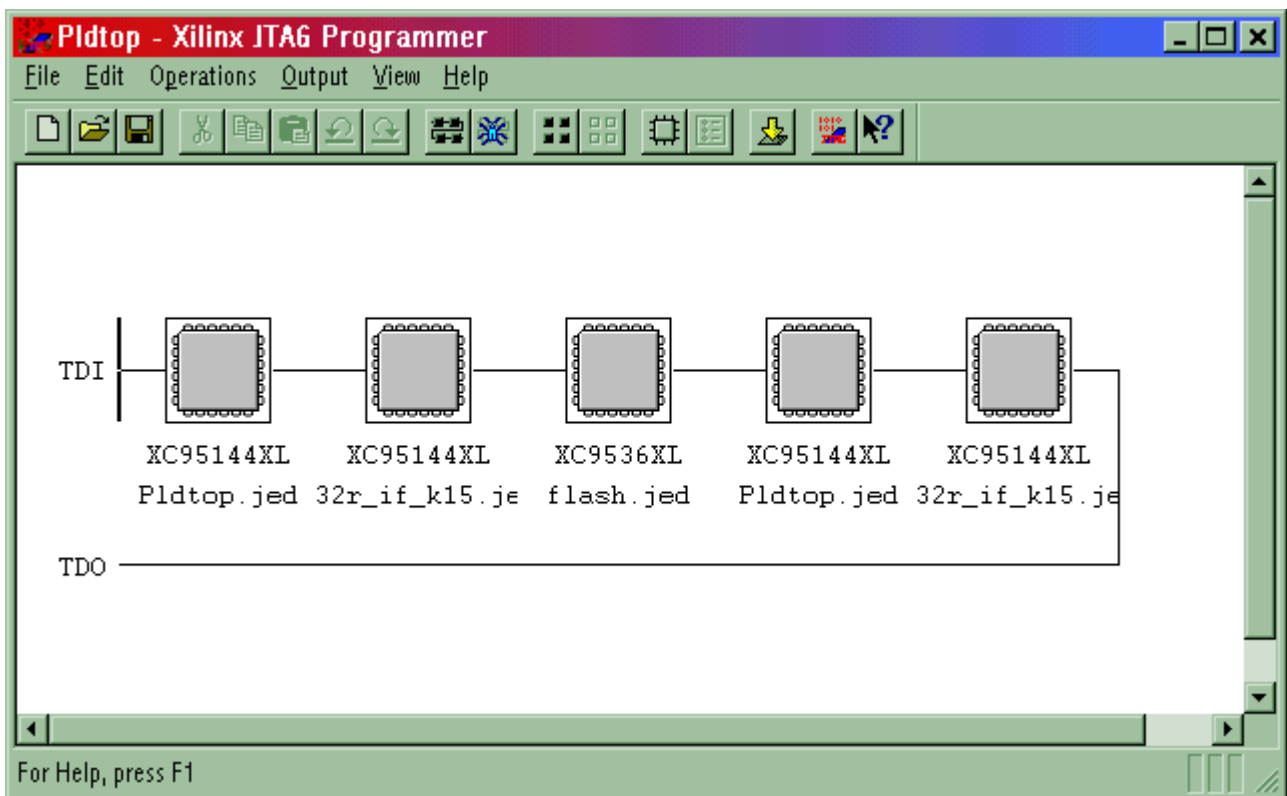 Pldtop - Xilinx JTAG Programmer
File Edit Operations Output View Help
TDI
XC95144XL XC95144XL XC9536XL XC95144XL XC95144XL
Pldtop.jed 32r_if_k15.je flash.jed Pldtop.jed 32r_if_k15.je
TDO
For Help, press F1